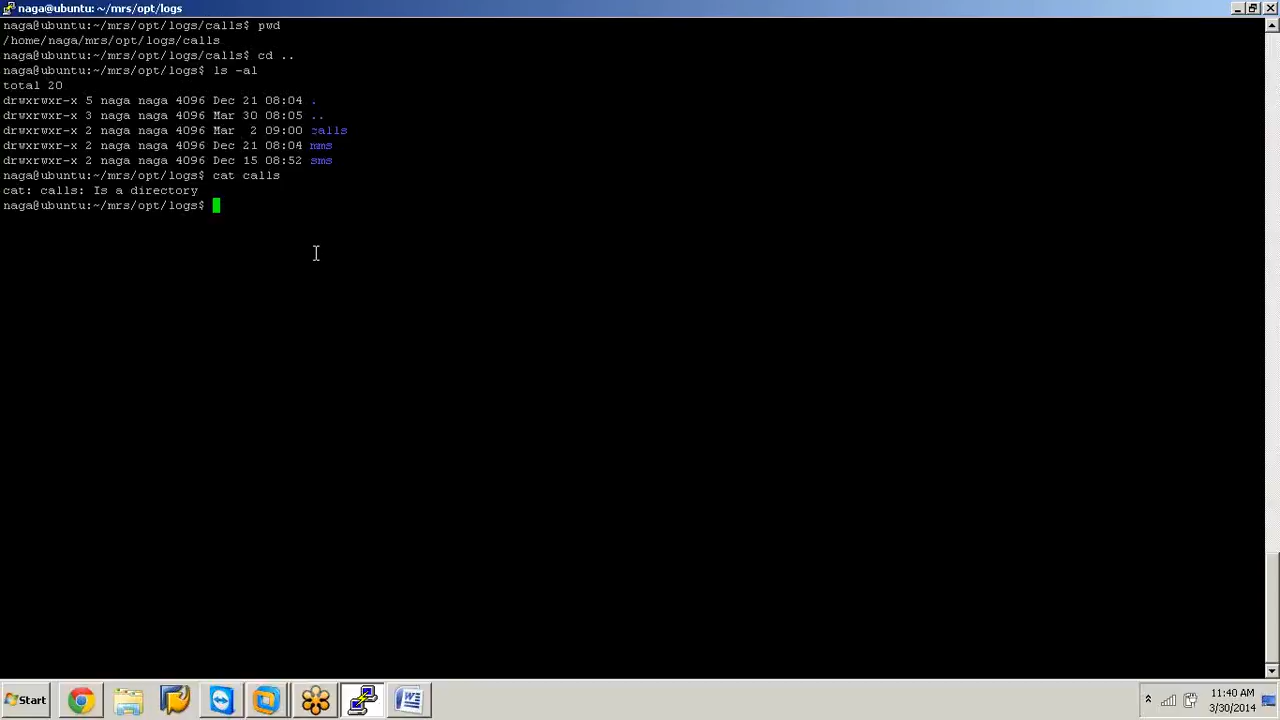 naga@ubuntu: ~/mrs/opt/logs
naga@ubuntu:~/mrs/opt/logs/calls$ pwd
/home/naga/mrs/opt/logs/calls
naga@ubuntu:~/mrs/opt/logs/calls$ cd ..
naga@ubuntu:~/mrs/opt/logs$ ls -al
total 20
drwxrwxr-x 5 naga naga 4096 Dec 21 08:04 .
drwxrwxr-x 3 naga naga 4096 Mar 30 08:05 ..
drwxrwxr-x 2 naga naga 4096 Mar  2 09:00 calls
drwxrwxr-x 2 naga naga 4096 Dec 21 08:04 mms
drwxrwxr-x 2 naga naga 4096 Dec 15 08:52 sms
naga@ubuntu:~/mrs/opt/logs$ cat calls
cat: calls: Is a directory
naga@ubuntu:~/mrs/opt/logs$
Start
11:40 AM
3/30/2014